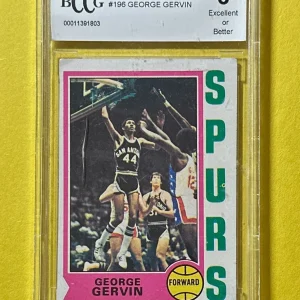 BCCG
#196 GEORGE GERVIN
00011391803
Excellent
or
Better
SAN ANTONIO
44
SPURS
GEORGE
GERVIN
FORWARD